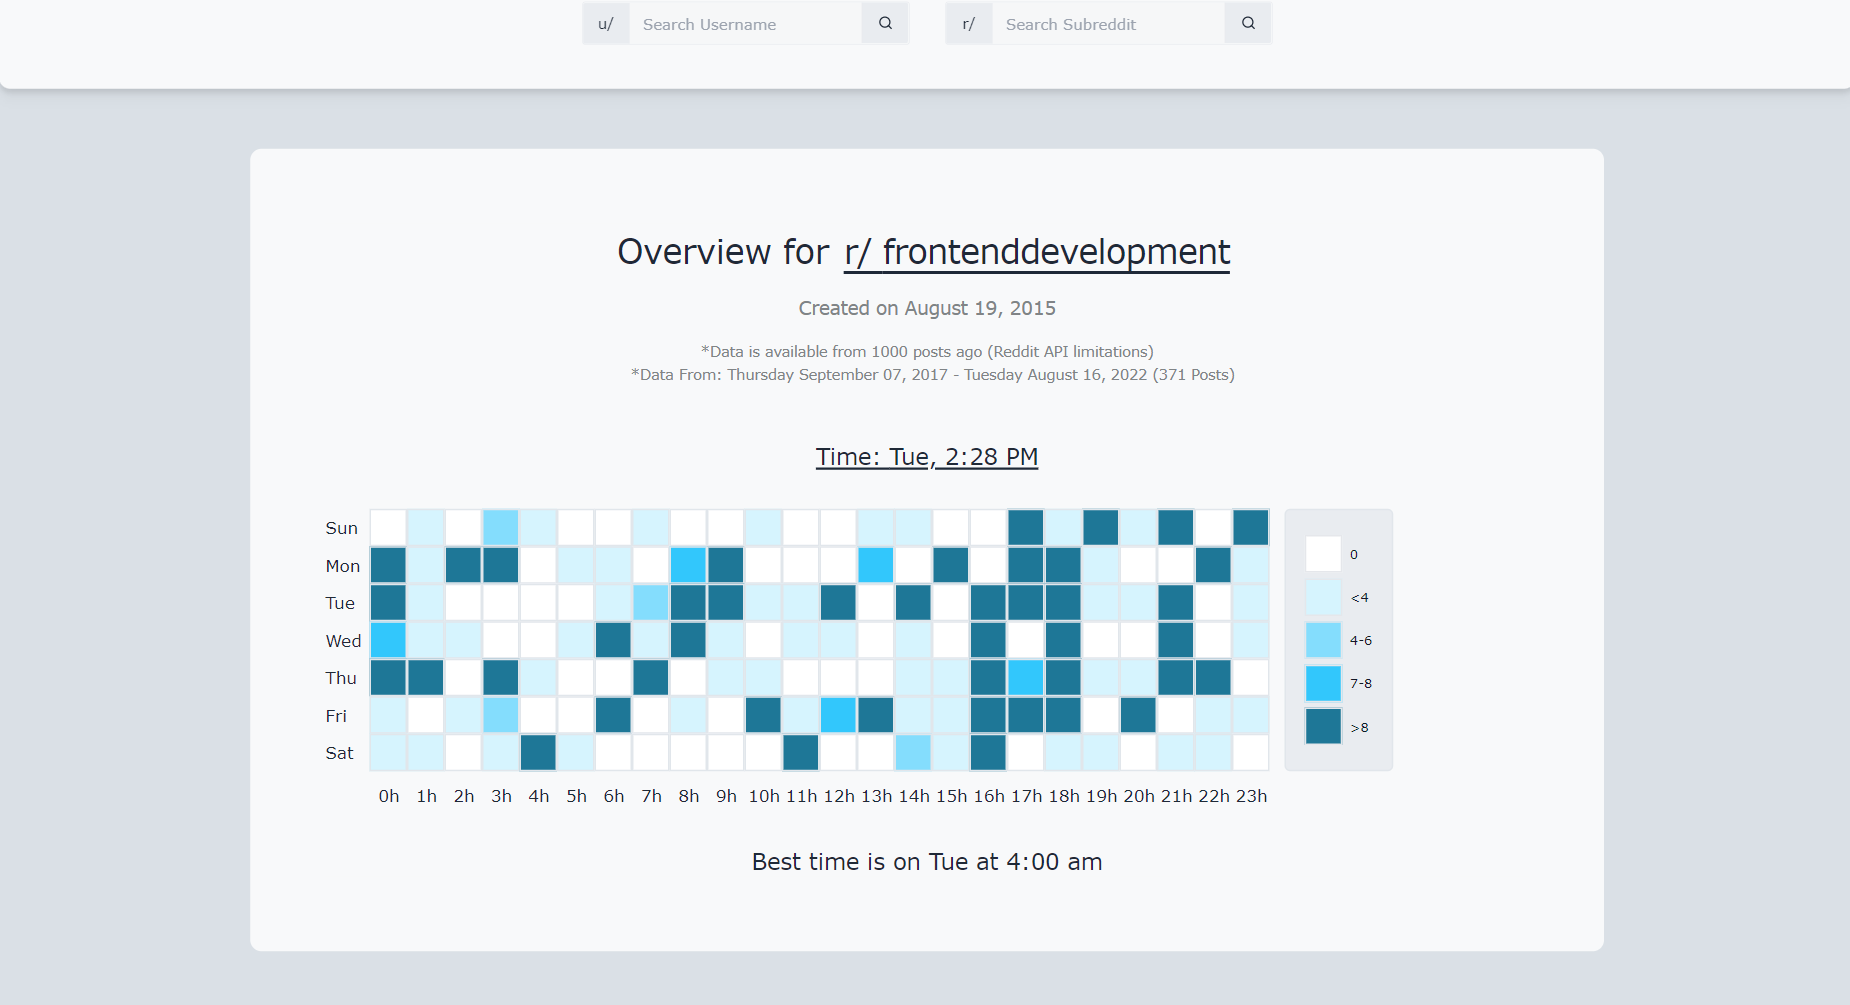 u/ Search Username r/ Search Subreddit
Overview for r/ frontenddevelopment
Created on August 19, 2015
*Data is available from 1000 posts ago (Reddit API limitations)
*Data From: Thursday September 07, 2017 - Tuesday August 16, 2022 (371 Posts)
Time: Tue, 2:28 PM
Sun
Mon
Tue
Wed
Thu
Fri
Sat
0h 1h 2h 3h 4h 5h 6h 7h 8h 9h 10h 11h 12h 13h 14h 15h 16h 17h 18h 19h 20h 21h 22h 23h
0
<4
4-6
7-8
>8
Best time is on Tue at 4:00 am